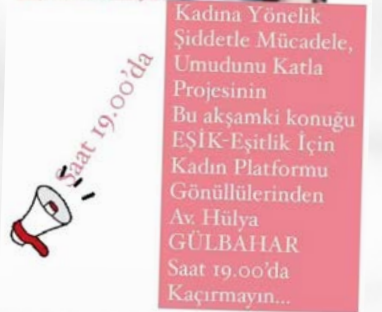 Saat 19.00'da
Kadına Yönelik
Şiddetle Mücadele,
Umudunu Katla
Projesinin
Bu akşamki konuğu
EŞİK-Eşitlik İçin
Kadın Platformu
Gönüllülerinden
Av. Hülya
GÜLBAHAR
Saat 19.00'da
Kaçırmayın...